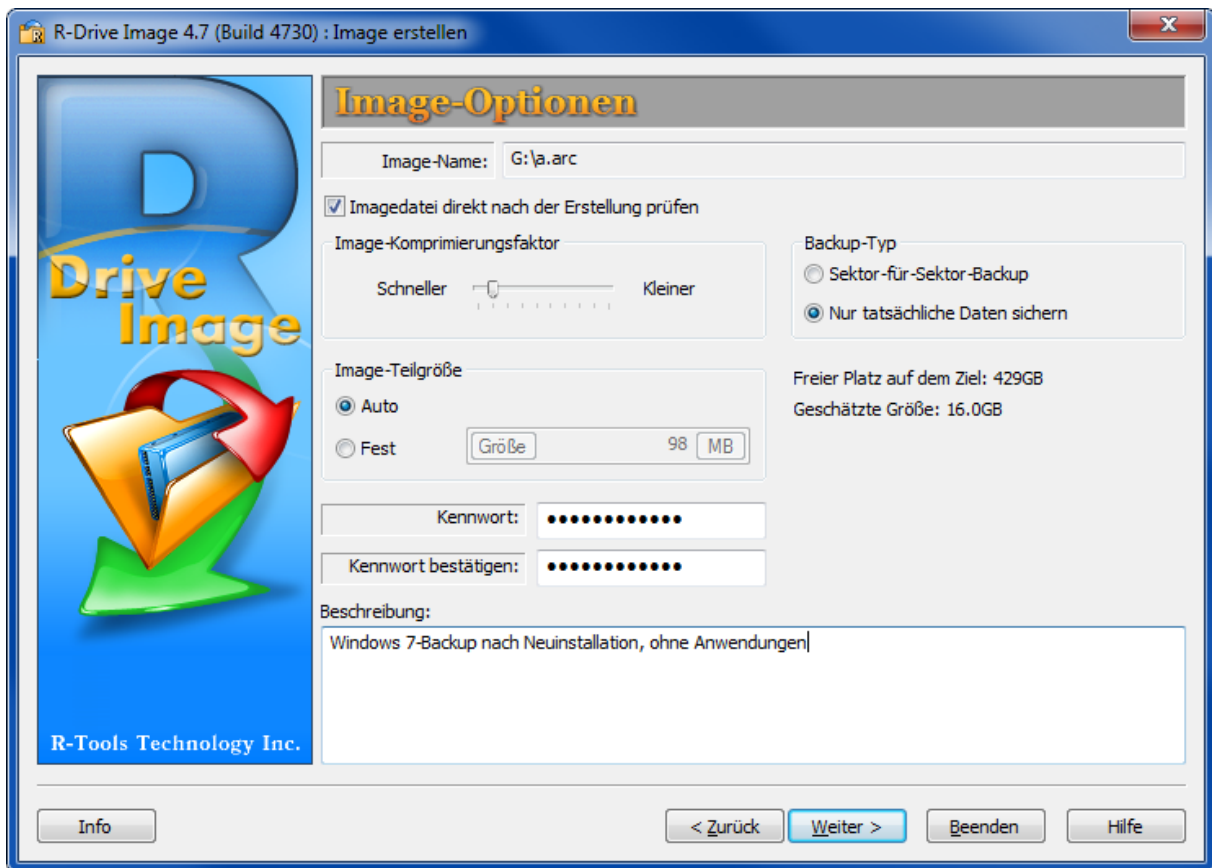 R-Drive Image 4.7 (Build 4730) : Image erstellen
R
Drive
Image
R-Tools Technology Inc.
Image-Optionen
Image-Name: G:\a.arc
Imagedatei direkt nach der Erstellung prüfen
Image-Komprimierungsfaktor
Schneller Kleiner
Backup-Typ
Sektor-für-Sektor-Backup
Nur tatsächliche Daten sichern
Image-Teilgröße
Auto
Fest Größe 98 MB
Freier Platz auf dem Ziel: 429GB
Geschätzte Größe: 16.0GB
Kennwort: ●●●●●●●●●●●●
Kennwort bestätigen: ●●●●●●●●●●●●
Beschreibung:
Windows 7-Backup nach Neuinstallation, ohne Anwendungen
Info < Zurück Weiter > Beenden Hilfe